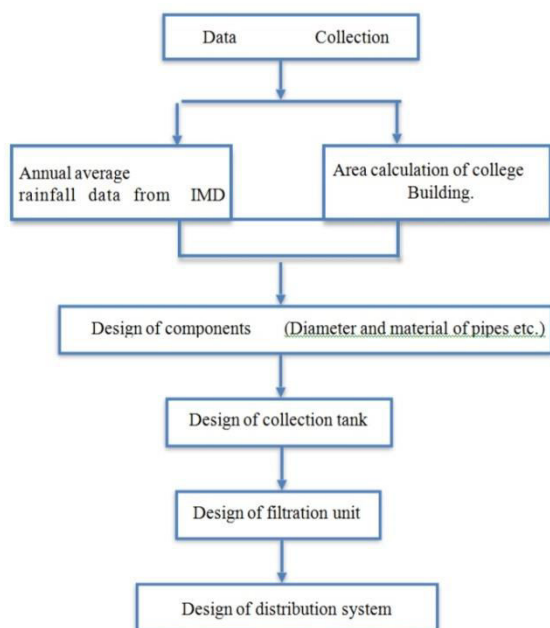 Data Collection
Annual average
rainfall data from IMD
Area calculation of college
Building.
Design of components (Diameter and material of pipes etc.)
Design of collection tank
Design of filtration unit
Design of distribution system